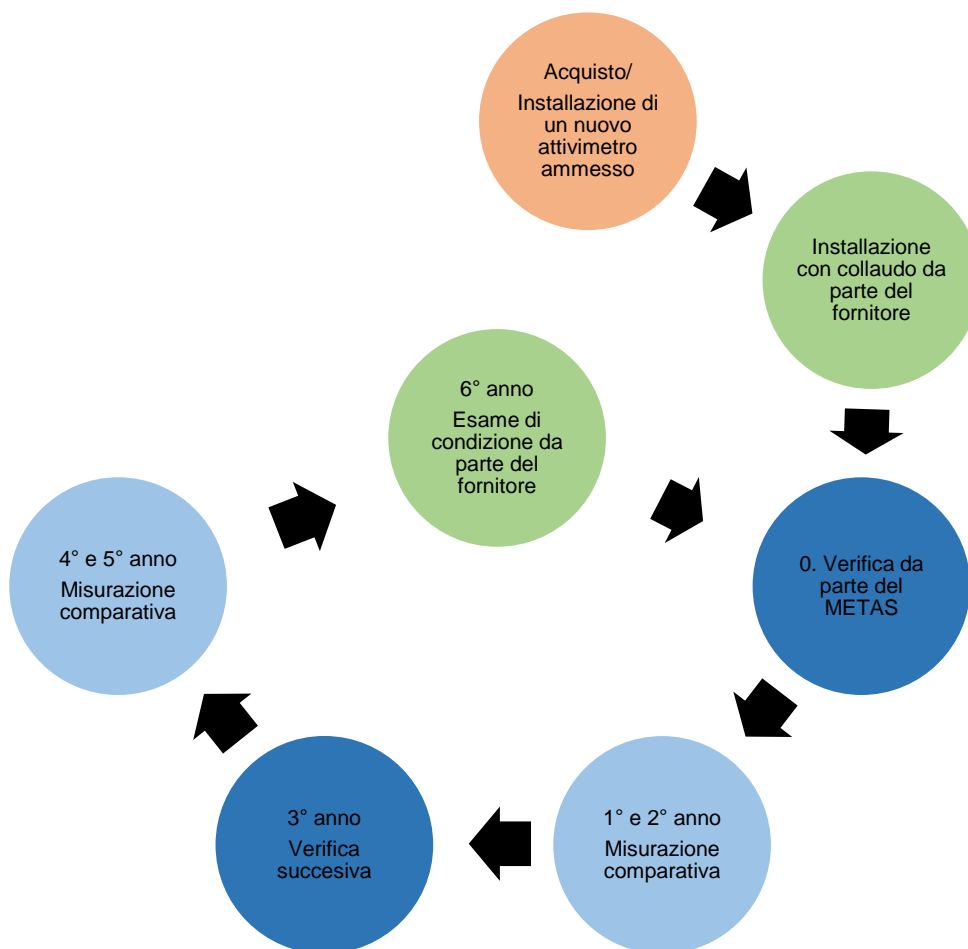 Acquisto/
Installazione di
un nuovo
attivimetro
ammesso
Installazione
con collaudo da
parte del
fornitore
6° anno
Esame di
condizione da
parte del
fornitore
0. Verifica da
parte del
METAS
4° e 5° anno
Misurazione
comparativa
3° anno
Verifica
succesiva
1° e 2° anno
Misurazione
comparativa